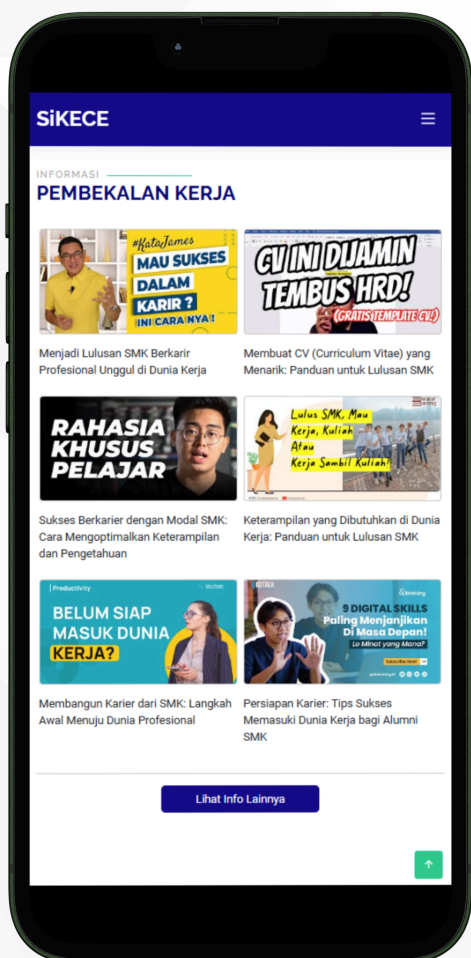 SiKECE
INFORMASI
PEMBEKALAN KERJA
#KataJames
MAU SUKSES
DALAM
KARIR ?
INI CARA NYA !
CV INI DIJAMIN
TEMBUS HRD!
(GRATIS TEMPLATE CV!)
Menjadi Lulusan SMK Berkarir
Profesional Unggul di Dunia Kerja
Membuat CV (Curriculum Vitae) yang
Menarik: Panduan untuk Lulusan SMK
RAHASIA
KHUSUS
PELAJAR
Lulus SMK, Mau
Kerja, Kuliah
Atau
Kerja Sambil Kuliah?
Sukses Berkarier dengan Modal SMK:
Cara Mengoptimalkan Keterampilan
dan Pengetahuan
Keterampilan yang Dibutuhkan di Dunia
Kerja: Panduan untuk Lulusan SMK
Productivity
BELUM SIAP
MASUK DUNIA
KERJA?
9 DIGITAL SKILLS
Paling Menjanjikan
Di Masa Depan!
Lo Minat yang Mana?
Subscribe Now!
Membangun Karier dari SMK: Langkah
Awal Menuju Dunia Profesional
Persiapan Karier: Tips Sukses
Memasuki Dunia Kerja bagi Alumni
SMK
Lihat Info Lainnya